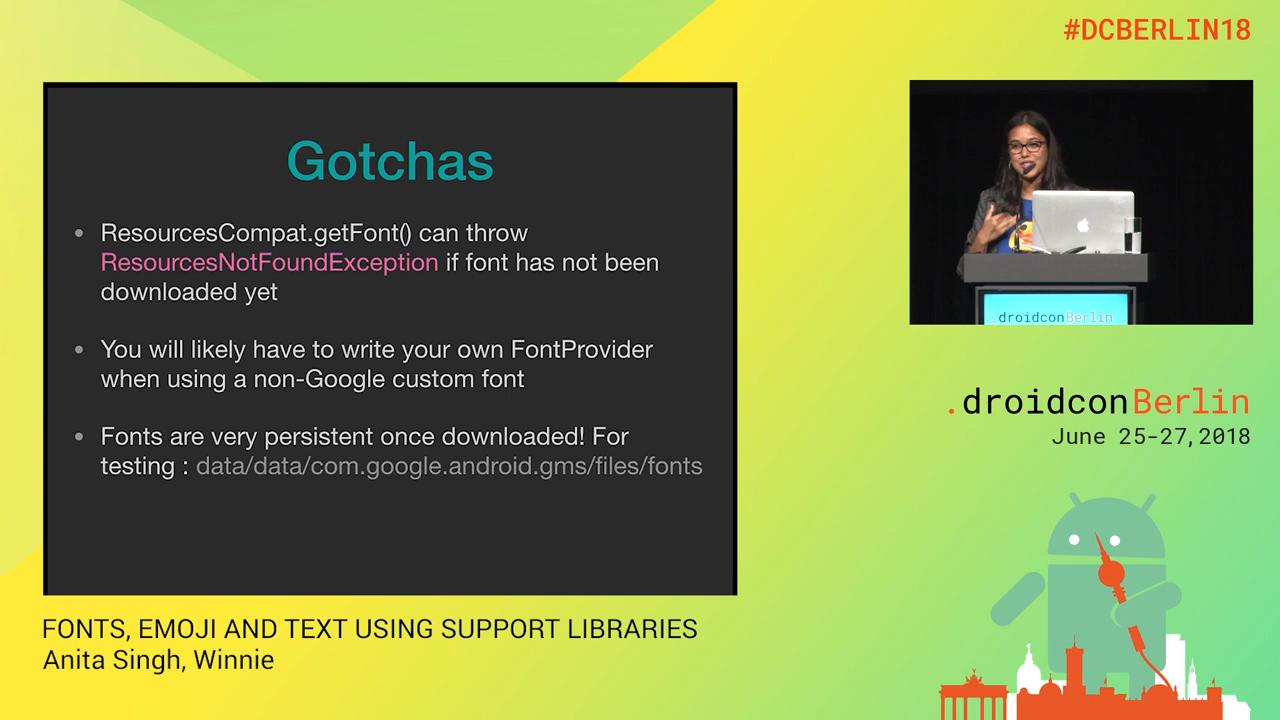 #DCBERLIN18
Gotchas
• ResourcesCompat.getFont() can throw
ResourcesNotFoundException if font has not been
downloaded yet
• You will likely have to write your own FontProvider
when using a non-Google custom font
• Fonts are very persistent once downloaded! For
testing : data/data/com.google.android.gms/files/fonts
droidconBerlin
.droidconBerlin
June 25-27, 2018
FONTS, EMOJI AND TEXT USING SUPPORT LIBRARIES
Anita Singh, Winnie